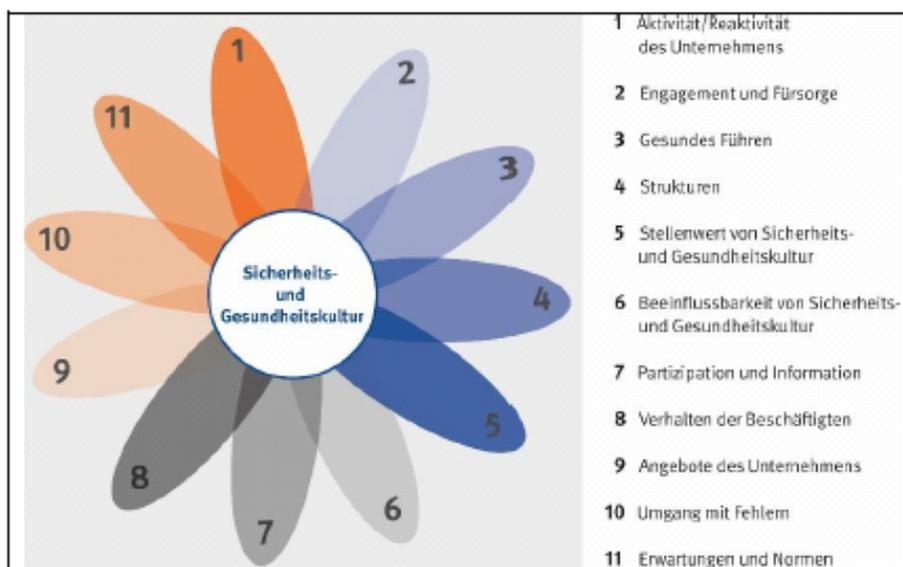 1
2
3
4
5
6
7
8
9
10
11
Sicherheits-
und
Gesundheitskultur
1 Aktivität/Reaktivität
des Unternehmens
2 Engagement und Fürsorge
3 Gesundes Führen
4 Strukturen
5 Stellenwert von Sicherheits-
und Gesundheitskultur
6 Beeinflussbarkeit von Sicherheits-
und Gesundheitskultur
7 Partizipation und Information
8 Verhalten der Beschäftigten
9 Angebote des Unternehmens
10 Umgang mit Fehlern
11 Erwartungen und Normen